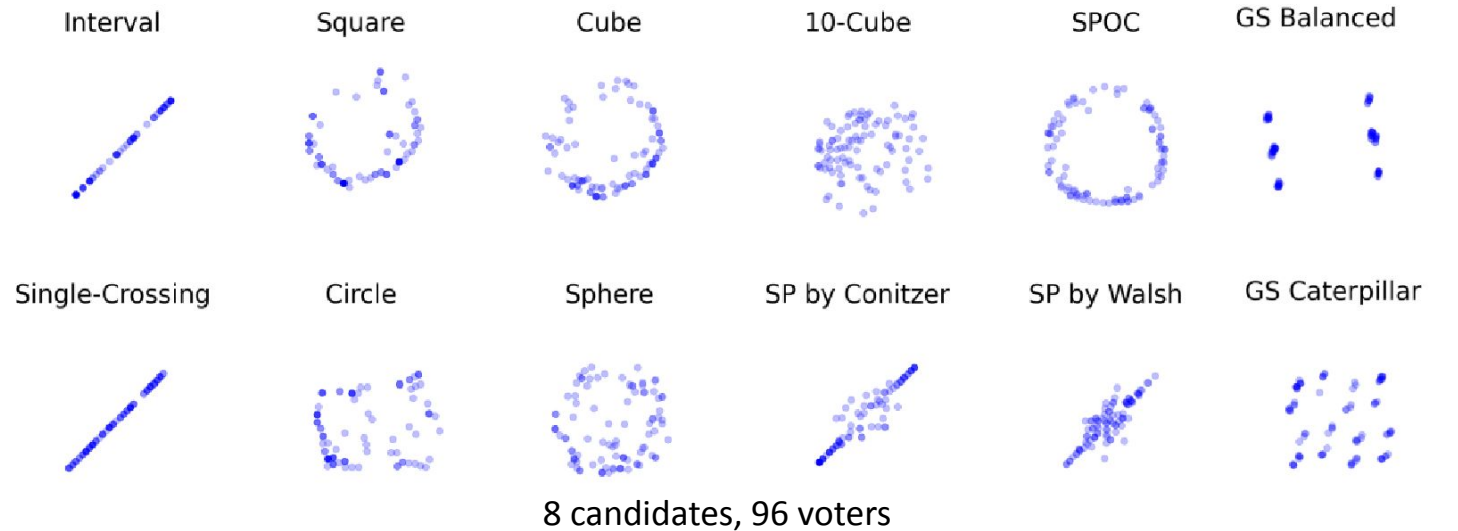 Interval Square Cube 10-Cube SPOC GS Balanced
Single-Crossing Circle Sphere SP by Conitzer SP by Walsh GS Caterpillar
8 candidates, 96 voters